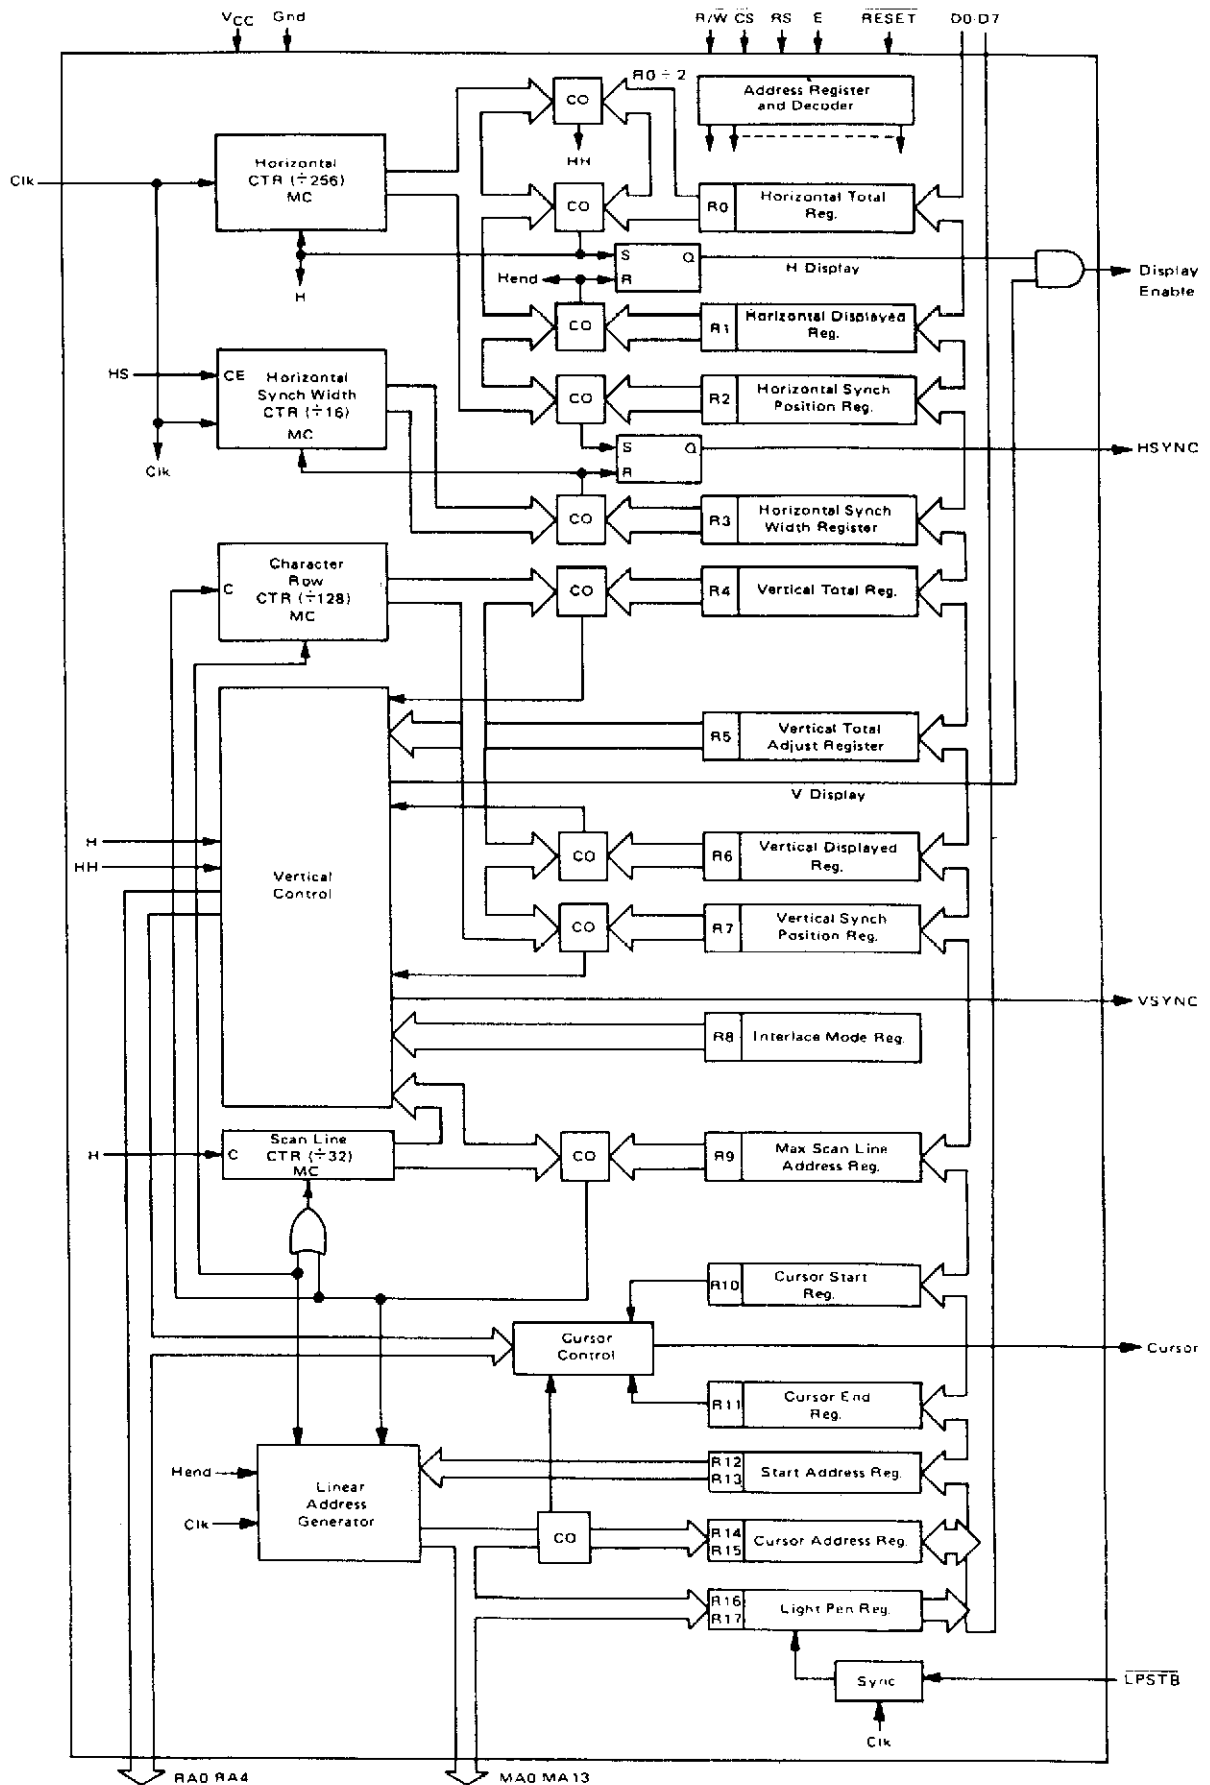 VCC Gnd R/W CS RS E RESET D0-D7
R0 ÷ 2
CO
Address Register
and Decoder
HH
Clk
Horizontal
CTR (÷256)
MC
CO
R0 Horizontal Total
Reg.
H
S Q
R
H Display
Hend
Display
Enable
CO
R1 Horizontal Displayed
Reg.
HS
CE Horizontal
Synch Width
CTR (÷16)
MC
CO
R2 Horizontal Synch
Position Reg.
Clk
S Q
R
HSYNC
CO
R3 Horizontal Synch
Width Register
C Character
Row
CTR (÷128)
MC
CO
R4 Vertical Total Reg.
R5 Vertical Total
Adjust Register
V Display
H
HH
Vertical
Control
CO
R6 Vertical Displayed
Reg.
CO
R7 Vertical Synch
Position Reg.
VSYNC
R8 Interlace Mode Reg.
H
C Scan Line
CTR (÷32)
MC
CO
R9 Max Scan Line
Address Reg.
R10 Cursor Start
Reg.
Cursor
Control
Cursor
R11 Cursor End
Reg.
Hend
Clk
Linear
Address
Generator
R12
R13 Start Address Reg.
CO
R14
R15 Cursor Address Reg.
R16
R17 Light Pen Reg.
Sync
LPSTB
Clk
RA0 RA4 MA0 MA13